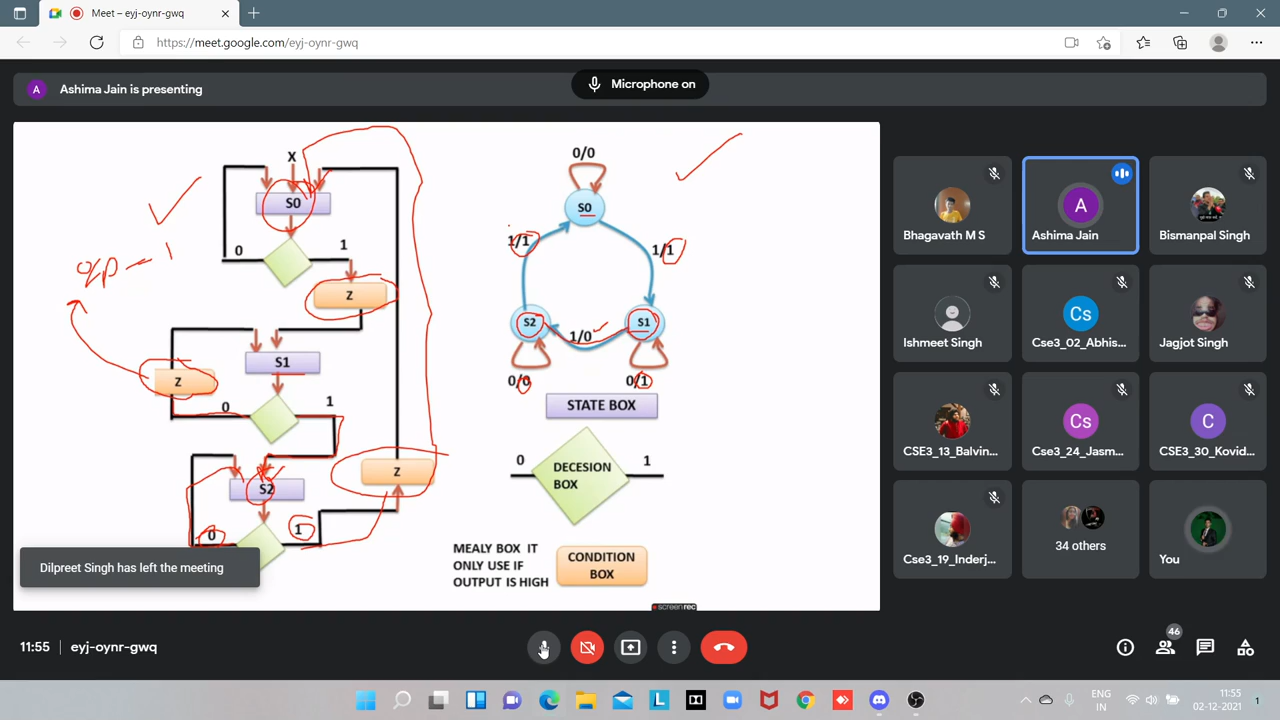 Meet – eyj-oynr-gwq
https://meet.google.com/eyj-oynr-gwq
A
Ashima Jain is presenting
Microphone on
X
S0
0
1
Z
S1
Z
0
1
S2
Z
0
1
o/p – 1
0/0
S0
1/1
1/1
S2
1/0
S1
0/0
0/1
STATE BOX
0
1
DECESION
BOX
MEALY BOX IT
ONLY USE IF
OUTPUT IS HIGH
CONDITION
BOX
screenrec
Dilpreet Singh has left the meeting
Bhagavath M S
A
Ashima Jain
Bismanpal Singh
Ishmeet Singh
Cs
Cse3_02_Abhis...
Jagjot Singh
CSE3_13_Balvin...
Cs
Cse3_24_Jasm...
C
CSE3_30_Kovid...
Cse3_19_Inderj...
34 others
You
11:55
eyj-oynr-gwq
46
L
ENG
IN
11:55
02-12-2021
1